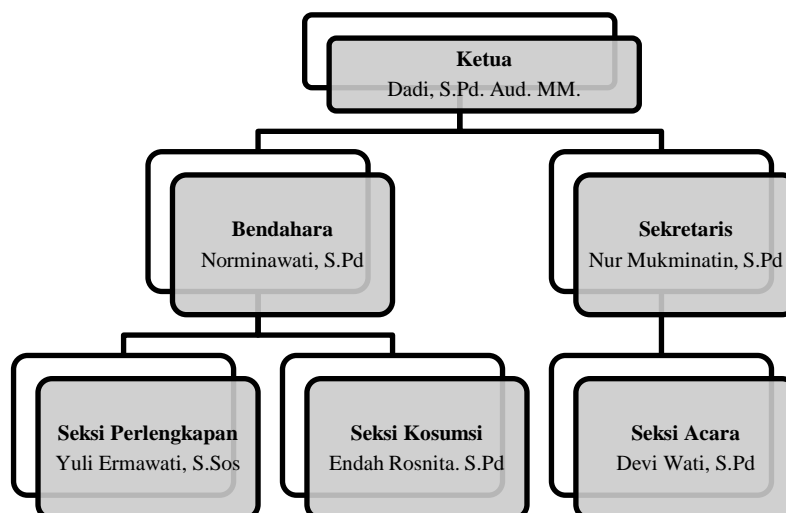 Ketua
Dadi, S.Pd. Aud. MM.
Bendahara
Norminawati, S.Pd
Sekretaris
Nur Mukminatin, S.Pd
Seksi Perlengkapan
Yuli Ermawati, S.Sos
Seksi Kosumsi
Endah Rosnita. S.Pd
Seksi Acara
Devi Wati, S.Pd